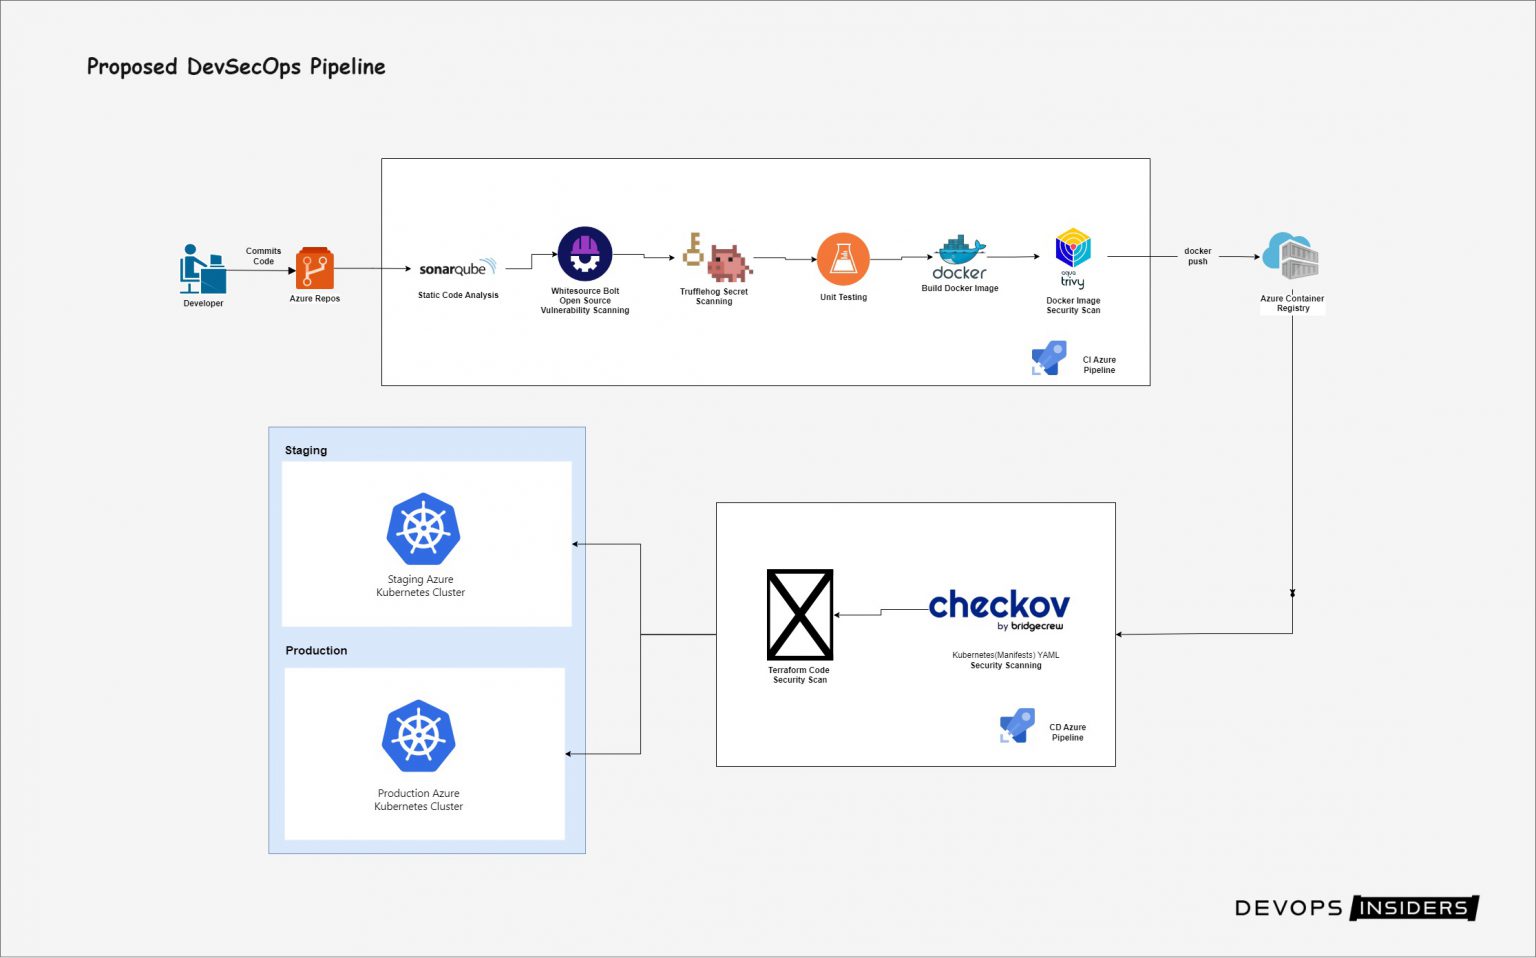 Proposed DevSecOps Pipeline
Commits
Code
Developer
Azure Repos
sonarqube
Static Code Analysis
Whitesource Bolt
Open Source
Vulnerability Scanning
Trufflehog Secret
Scanning
Unit Testing
docker
Build Docker Image
aqua
trivy
Docker Image
Security Scan
CI Azure
Pipeline
docker
push
Azure Container
Registry
Staging
Staging Azure
Kubernetes Cluster
Production
Production Azure
Kubernetes Cluster
Terraform Code
Security Scan
checkov
by bridgecrew
Kubernetes(Manifests) YAML
Security Scanning
CD Azure
Pipeline
DEVOPS INSIDERS